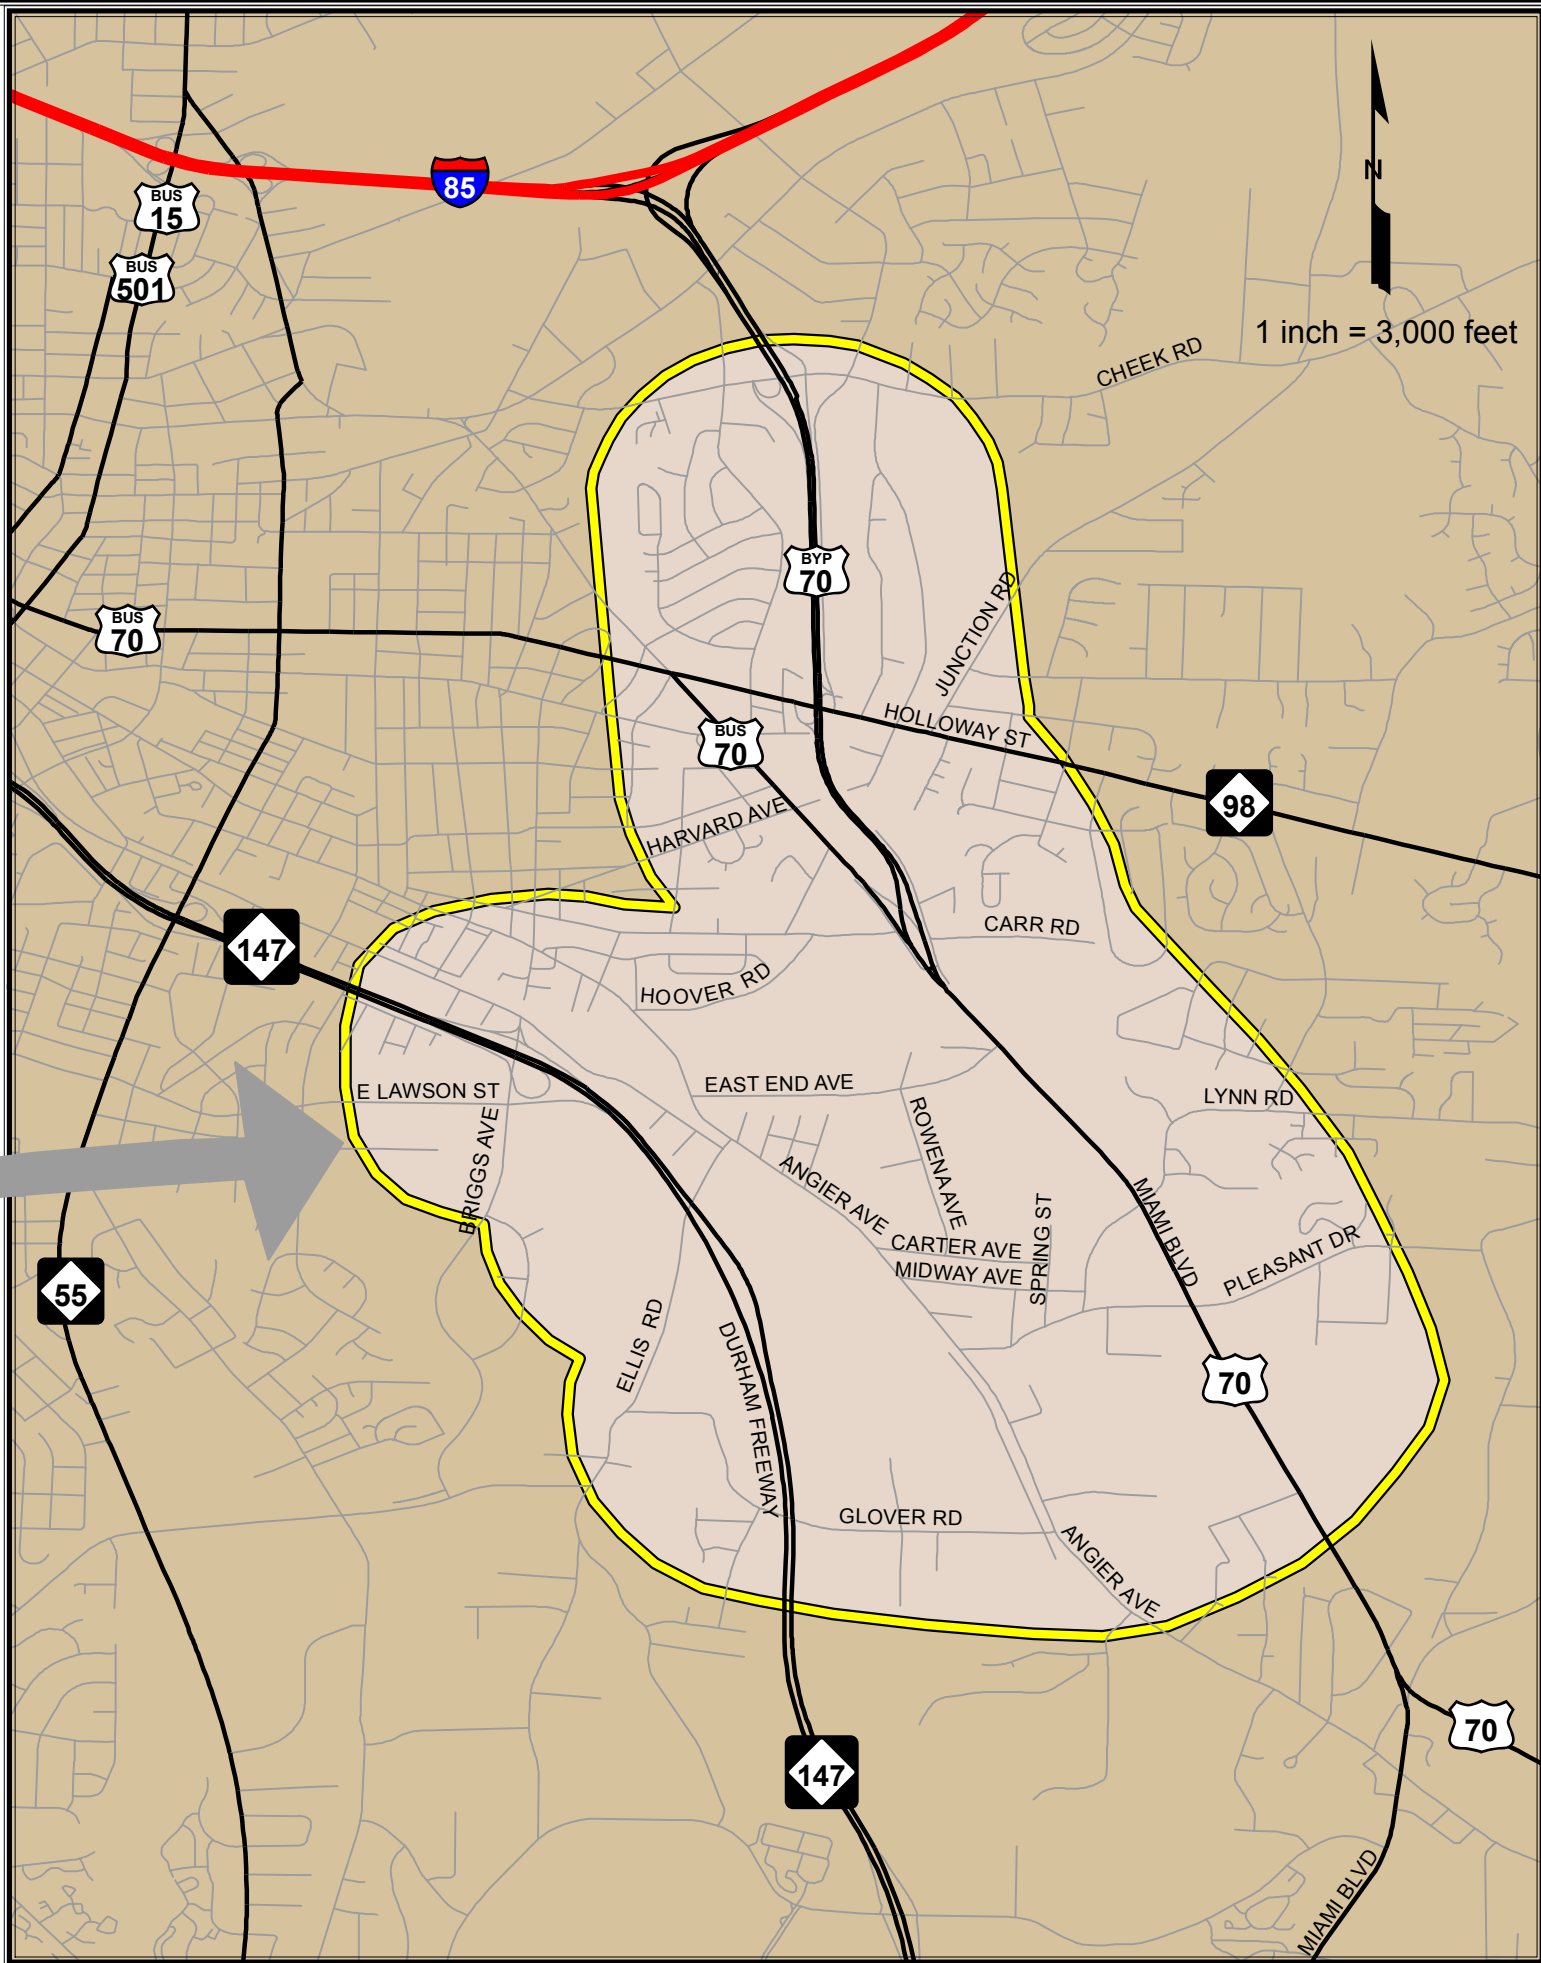 85
BUS
15
N
BUS
501
1 inch = 3,000 feet
CHEEK RD
BYP
70
JUNCTION RD
BUS
70
HOLLOWAY ST
BUS
70
98
HARVARD AVE
CARR RD
147
HOOVER RD
EAST END AVE
E LAWSON ST
LYNN RD
BRIGGS AVE
ROWENA AVE
ANGIER AVE
MIAMI BLVD
SPRING ST
CARTER AVE
PLEASANT DR
MIDWAY AVE
55
ELLIS RD
DURHAM FREEWAY
70
GLOVER RD
ANGIER AVE
70
147
MIAMI BLVD